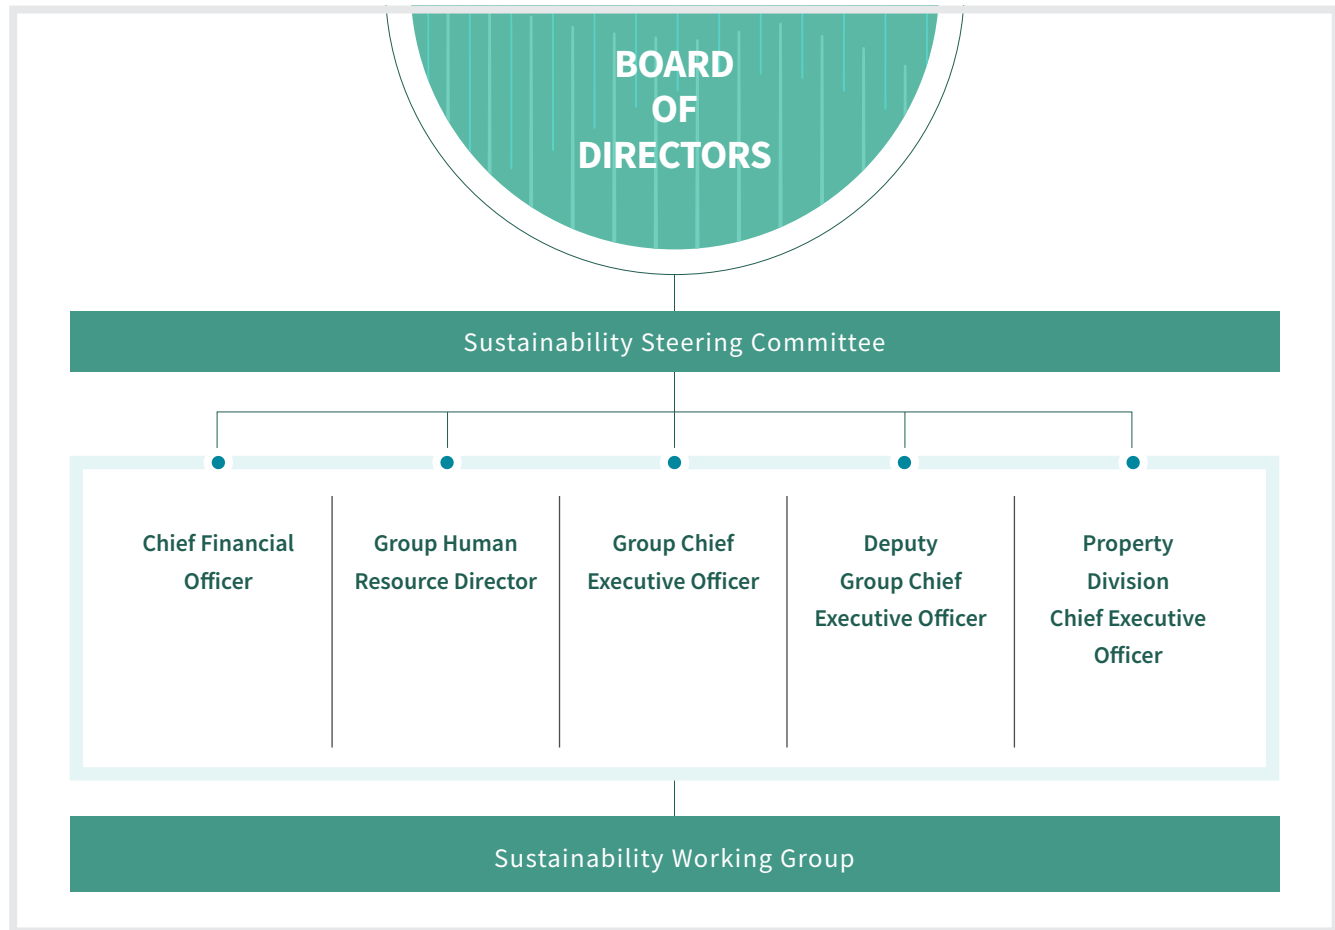 BOARD
OF
DIRECTORS
Sustainability Steering Committee
Chief Financial
Officer
Group Human
Resource Director
Group Chief
Executive Officer
Deputy
Group Chief
Executive Officer
Property
Division
Chief Executive
Officer
Sustainability Working Group